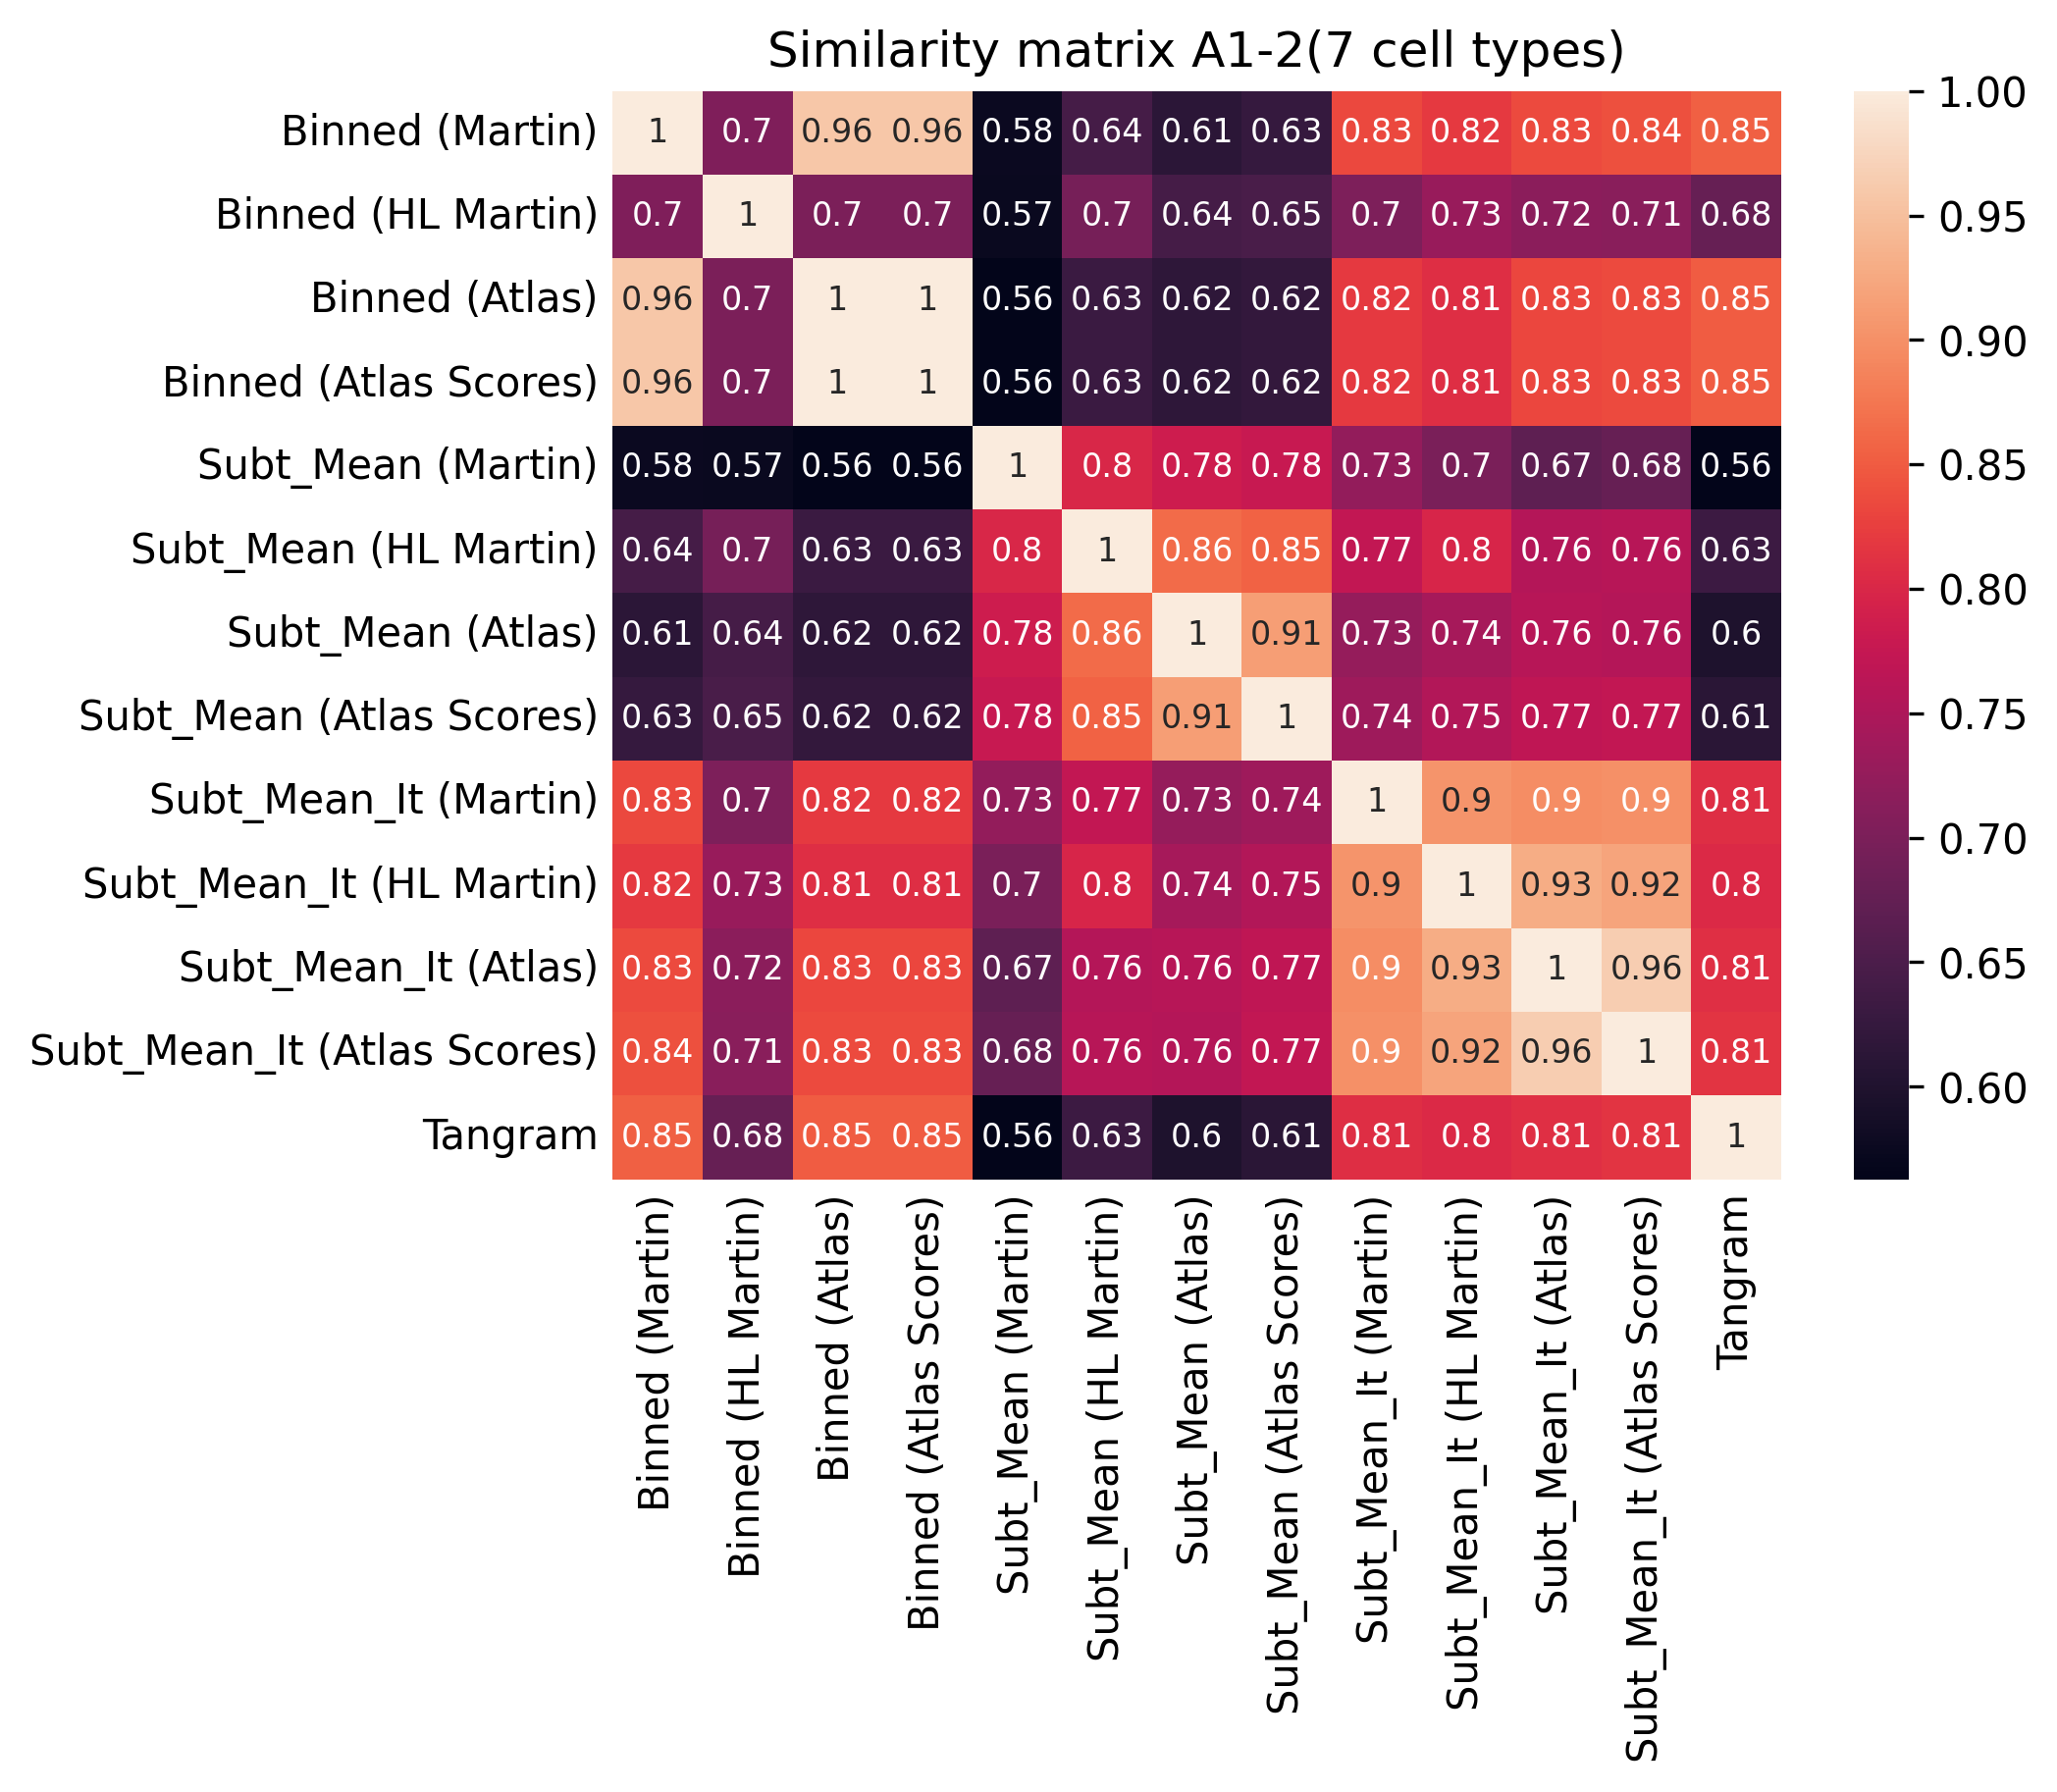 Similarity matrix A1-2(7 cell types)
Binned (Martin) 1 0.7 0.96 0.96 0.58 0.64 0.61 0.63 0.83 0.82 0.83 0.84 0.85
Binned (HL Martin) 0.7 1 0.7 0.7 0.57 0.7 0.64 0.65 0.7 0.73 0.72 0.71 0.68
Binned (Atlas) 0.96 0.7 1 1 0.56 0.63 0.62 0.62 0.82 0.81 0.83 0.83 0.85
Binned (Atlas Scores) 0.96 0.7 1 1 0.56 0.63 0.62 0.62 0.82 0.81 0.83 0.83 0.85
Subt_Mean (Martin) 0.58 0.57 0.56 0.56 1 0.8 0.78 0.78 0.73 0.7 0.67 0.68 0.56
Subt_Mean (HL Martin) 0.64 0.7 0.63 0.63 0.8 1 0.86 0.85 0.77 0.8 0.76 0.76 0.63
Subt_Mean (Atlas) 0.61 0.64 0.62 0.62 0.78 0.86 1 0.91 0.73 0.74 0.76 0.76 0.6
Subt_Mean (Atlas Scores) 0.63 0.65 0.62 0.62 0.78 0.85 0.91 1 0.74 0.75 0.77 0.77 0.61
Subt_Mean_It (Martin) 0.83 0.7 0.82 0.82 0.73 0.77 0.73 0.74 1 0.9 0.9 0.9 0.81
Subt_Mean_It (HL Martin) 0.82 0.73 0.81 0.81 0.7 0.8 0.74 0.75 0.9 1 0.93 0.92 0.8
Subt_Mean_It (Atlas) 0.83 0.72 0.83 0.83 0.67 0.76 0.76 0.77 0.9 0.93 1 0.96 0.81
Subt_Mean_It (Atlas Scores) 0.84 0.71 0.83 0.83 0.68 0.76 0.76 0.77 0.9 0.92 0.96 1 0.81
Tangram 0.85 0.68 0.85 0.85 0.56 0.63 0.6 0.61 0.81 0.8 0.81 0.81 1
Binned (Martin)
Binned (HL Martin)
Binned (Atlas)
Binned (Atlas Scores)
Subt_Mean (Martin)
Subt_Mean (HL Martin)
Subt_Mean (Atlas)
Subt_Mean (Atlas Scores)
Subt_Mean_It (Martin)
Subt_Mean_It (HL Martin)
Subt_Mean_It (Atlas)
Subt_Mean_It (Atlas Scores)
Tangram
1.00
0.95
0.90
0.85
0.80
0.75
0.70
0.65
0.60